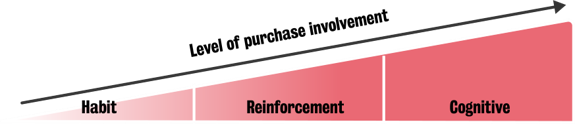 Level of purchase involvement
Habit
Reinforcement
Cognitive